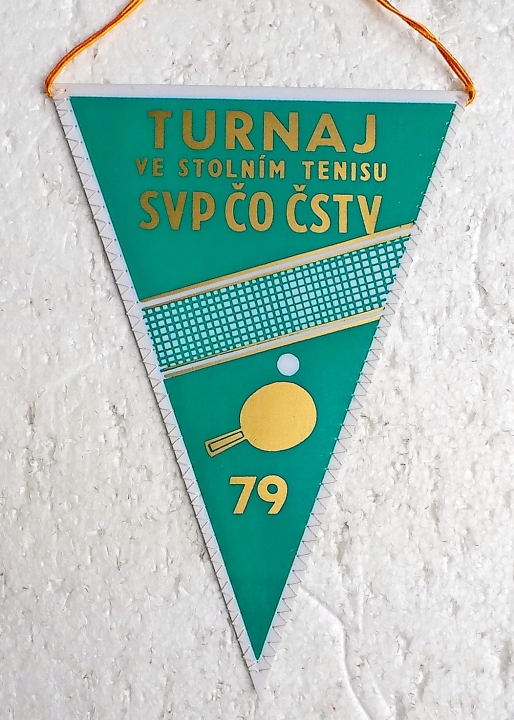 TURNAJ
VE STOLNÍM TENISU
SVP ČO ČSTV
79